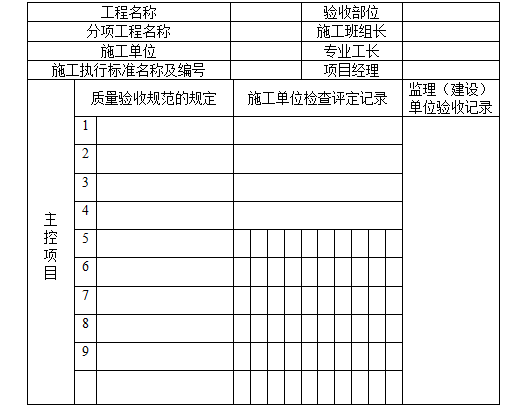 工程名称 验收部位
分项工程名称 施工班组长
施工单位 专业工长
施工执行标准名称及编号 项目经理
质量验收规范的规定 施工单位检查评定记录 监理（建设）
单位验收记录
主控项目
1
2
3
4
5
6
7
8
9